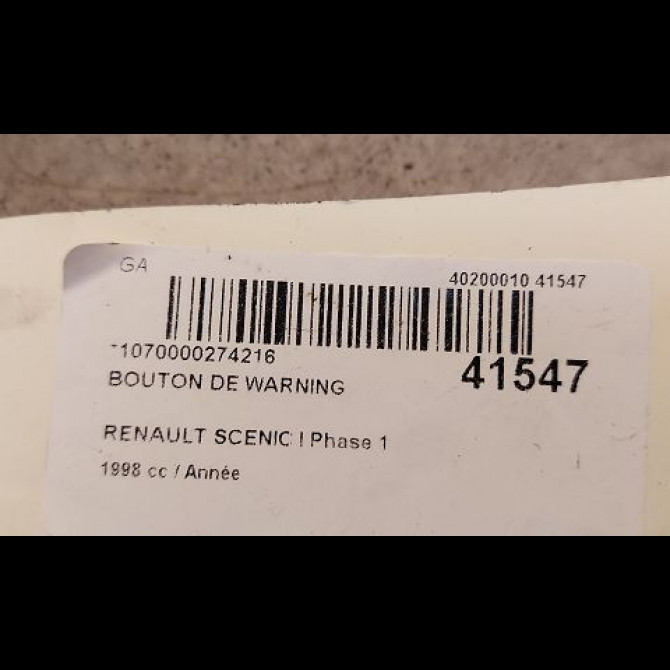 GA
40200010 41547
-1070000274216
41547
BOUTON DE WARNING
RENAULT SCENIC I Phase 1
1998 cc / Année